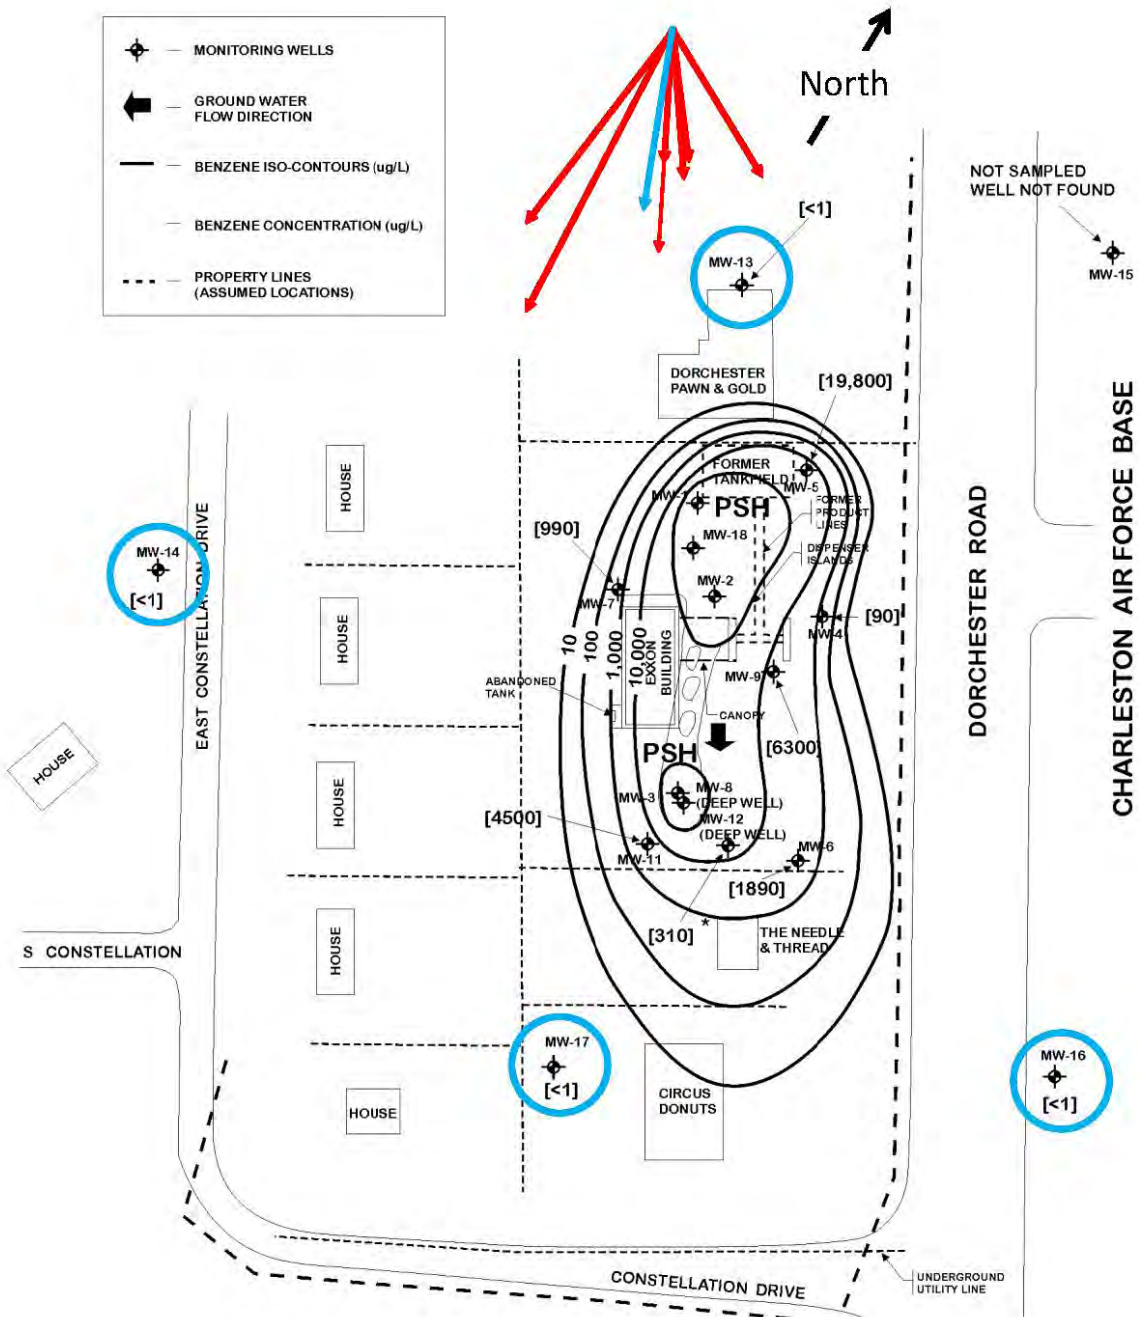 MONITORING WELLS
GROUND WATER
FLOW DIRECTION
BENZENE ISO-CONTOURS (ug/L)
BENZENE CONCENTRATION (ug/L)
PROPERTY LINES
(ASSUMED LOCATIONS)
North
NOT SAMPLED
WELL NOT FOUND
MW-15
[<1]
MW-13
DORCHESTER
PAWN & GOLD
[19,800]
FORMER
TANKFIELD
MW-5
MW-1
PSH
FORMER
PRODUCT
LINES
MW-18
DISPENSER
ISLANDS
[990]
MW-2
MW-7
[90]
MW-4
10
100
1,000
10,000
EXXON
BUILDING
MW-9
ABANDONED
TANK
CANOPY
[6300]
PSH
MW-3
MW-8
(DEEP WELL)
MW-12
(DEEP WELL)
[4500]
MW-11
MW-6
[1890]
[310]
*
THE NEEDLE
& THREAD
MW-14
[<1]
EAST CONSTELLATION DRIVE
HOUSE
HOUSE
HOUSE
HOUSE
HOUSE
HOUSE
S CONSTELLATION
MW-17
[<1]
CIRCUS
DONUTS
MW-16
[<1]
DORCHESTER ROAD
CHARLESTON AIR FORCE BASE
CONSTELLATION DRIVE
UNDERGROUND
UTILITY LINE